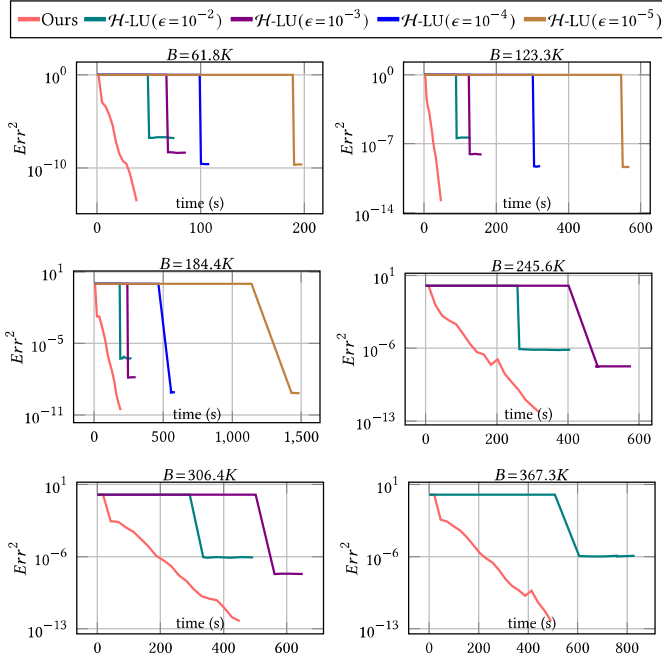 Ours ℋ-LU(ϵ=10⁻²) ℋ-LU(ϵ=10⁻³) ℋ-LU(ϵ=10⁻⁴) ℋ-LU(ϵ=10⁻⁵)
B=61.8K
Err²
10⁰
10⁻¹⁰
time (s)
0 100 200
B=123.3K
Err²
10⁰
10⁻⁷
10⁻¹⁴
time (s)
0 200 400 600
B=184.4K
Err²
10¹
10⁻⁵
10⁻¹¹
time (s)
0 500 1,000 1,500
B=245.6K
Err²
10¹
10⁻⁶
10⁻¹³
time (s)
0 200 400 600
B=306.4K
Err²
10¹
10⁻⁶
10⁻¹³
time (s)
0 200 400 600
B=367.3K
Err²
10¹
10⁻⁶
10⁻¹³
time (s)
0 200 400 600 800